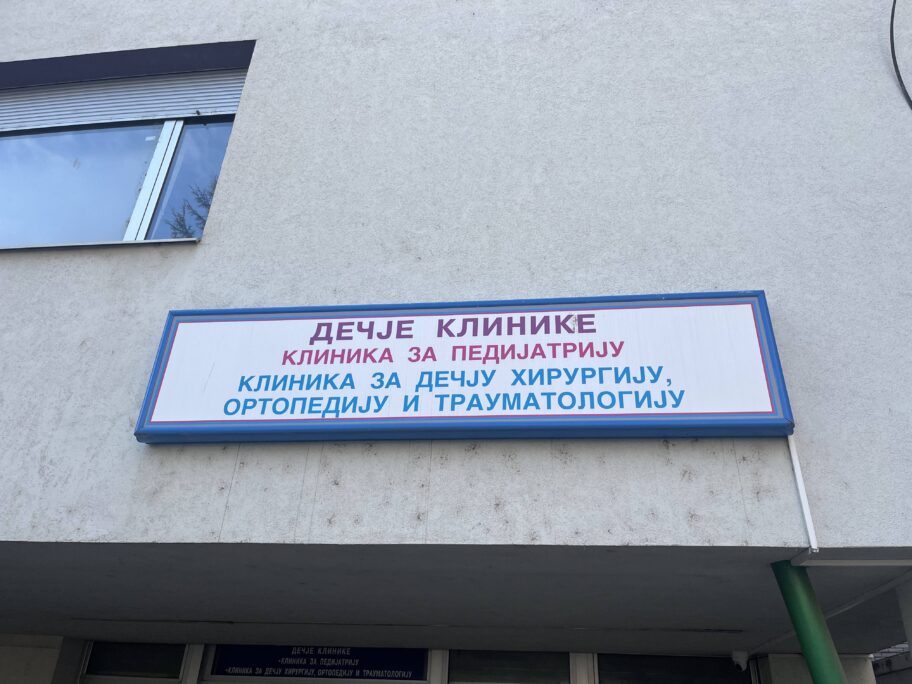 ДЕЧЈЕ КЛИНИКЕ
КЛИНИКА ЗА ПЕДИЈАТРИЈУ
КЛИНИКА ЗА ДЕЧЈУ ХИРУРГИЈУ,
ОРТОПЕДИЈУ И ТРАУМАТОЛОГИЈУ
ДЕЧЈЕ КЛИНИКЕ
•КЛИНИКА ЗА ПЕДИЈАТРИЈУ
•КЛИНИКА ЗА ДЕЧЈУ ХИРУРГИЈУ, ОРТОПЕДИЈУ И ТРАУМАТОЛОГИЈУ